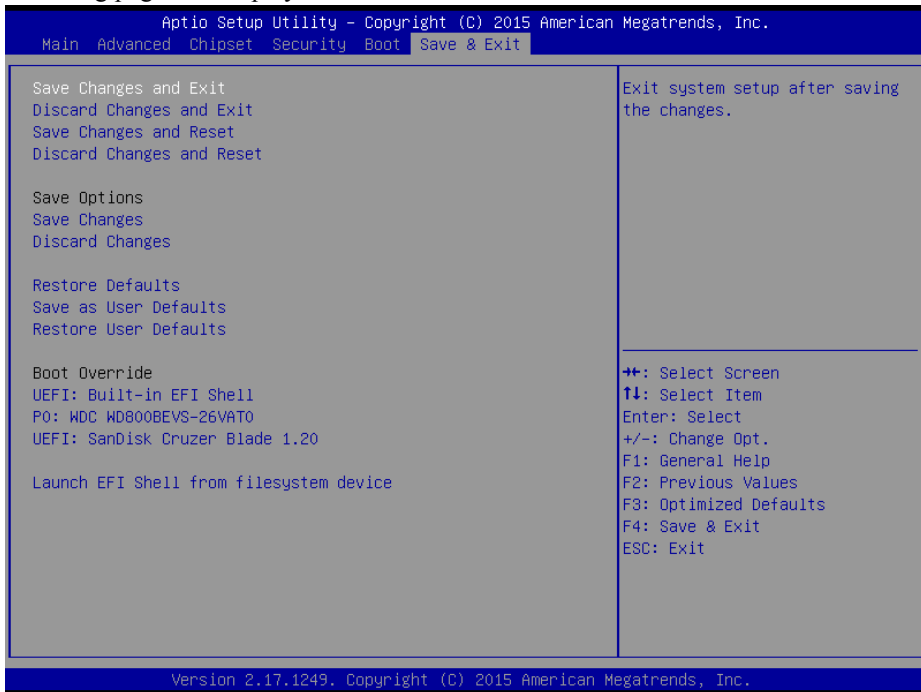 Aptio Setup Utility – Copyright (C) 2015 American Megatrends, Inc.
Main Advanced Chipset Security Boot Save & Exit
Save Changes and Exit
Discard Changes and Exit
Save Changes and Reset
Discard Changes and Reset
Save Options
Save Changes
Discard Changes
Restore Defaults
Save as User Defaults
Restore User Defaults
Boot Override
UEFI: Built-in EFI Shell
P0: WDC WD800BEVS-26VAT0
UEFI: SanDisk Cruzer Blade 1.20
Launch EFI Shell from filesystem device
Exit system setup after saving
the changes.
→←: Select Screen
↑↓: Select Item
Enter: Select
+/-: Change Opt.
F1: General Help
F2: Previous Values
F3: Optimized Defaults
F4: Save & Exit
ESC: Exit
Version 2.17.1249. Copyright (C) 2015 American Megatrends, Inc.